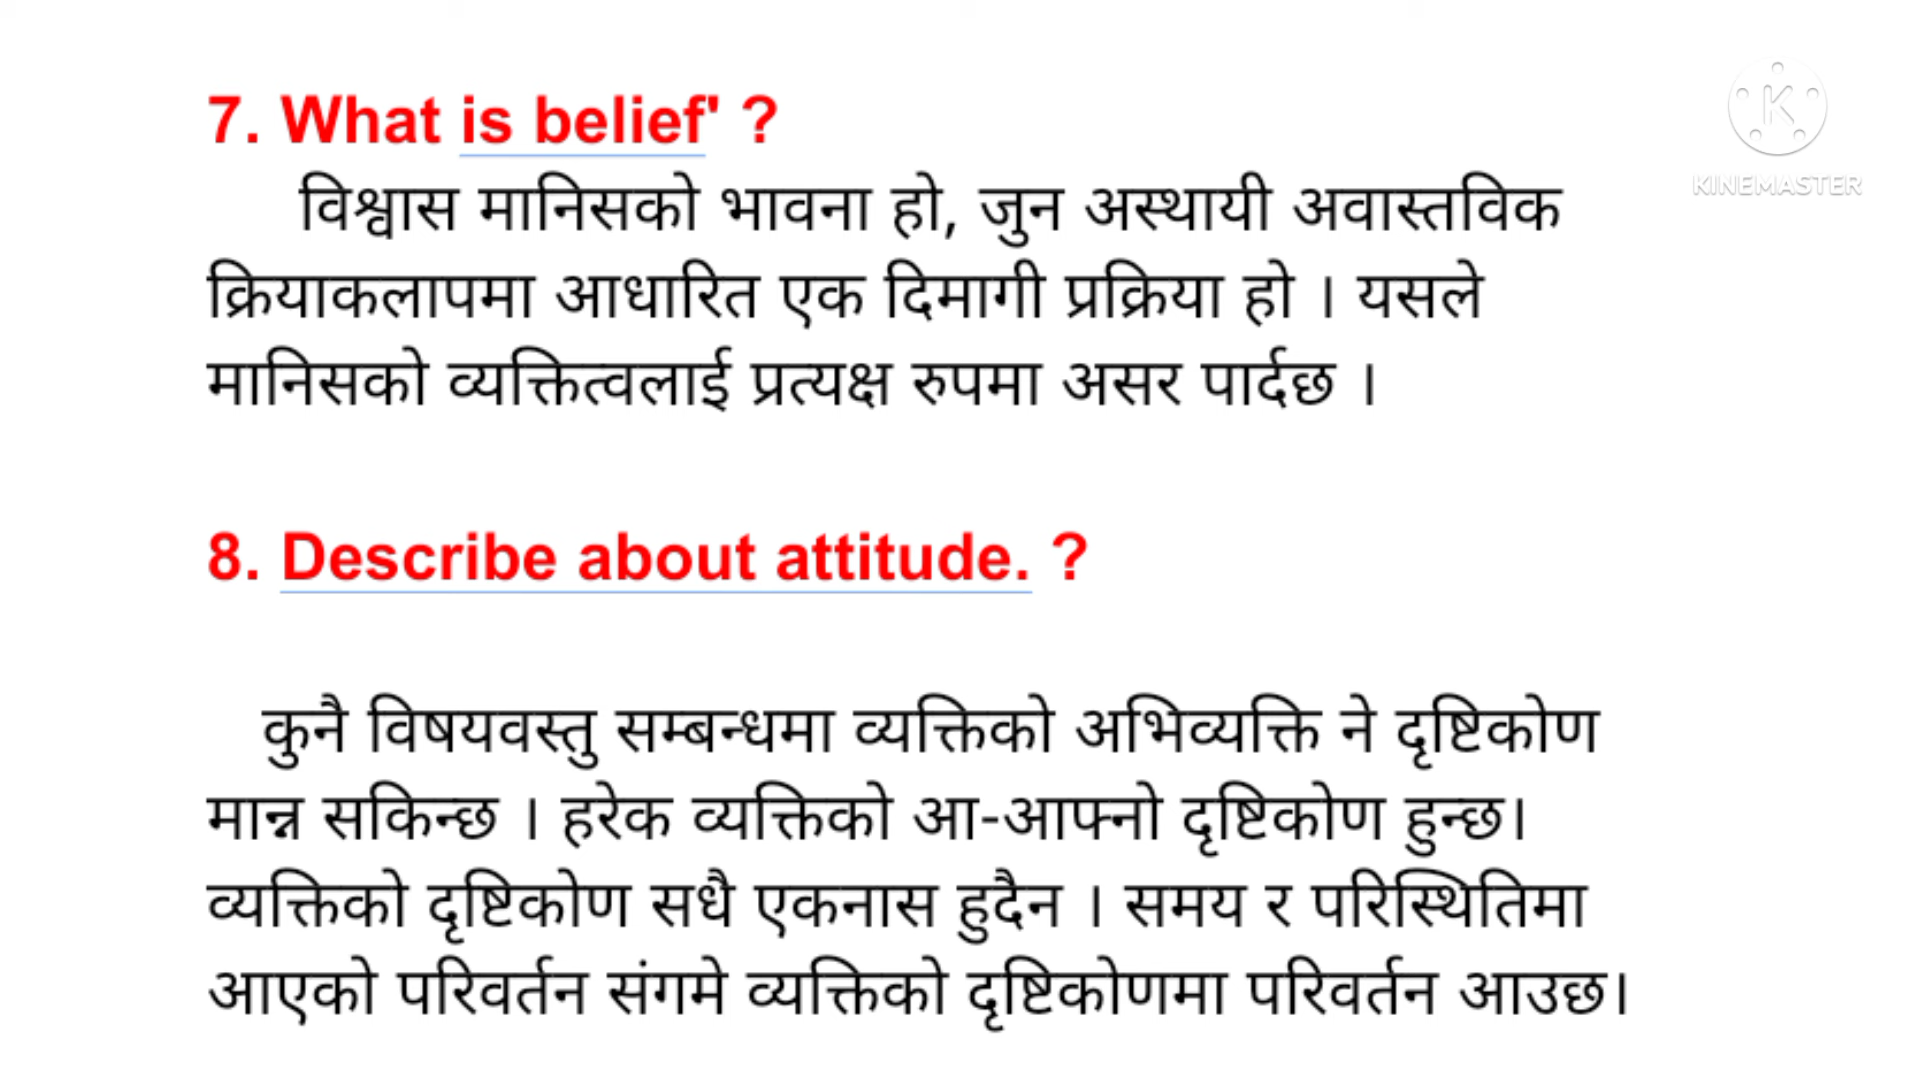 7. What is belief' ?
विश्वास मानिसको भावना हो, जुन अस्थायी अवास्तविक
क्रियाकलापमा आधारित एक दिमागी प्रक्रिया हो । यसले
मानिसको व्यक्तित्वलाई प्रत्यक्ष रुपमा असर पार्दछ ।
8. Describe about attitude. ?
कुनै विषयवस्तु सम्बन्धमा व्यक्तिको अभिव्यक्ति ने दृष्टिकोण
मान्न सकिन्छ । हरेक व्यक्तिको आ-आफ्नो दृष्टिकोण हुन्छ।
व्यक्तिको दृष्टिकोण सधै एकनास हुदैन । समय र परिस्थितिमा
आएको परिवर्तन संगमे व्यक्तिको दृष्टिकोणमा परिवर्तन आउछ।
K
KINEMASTER